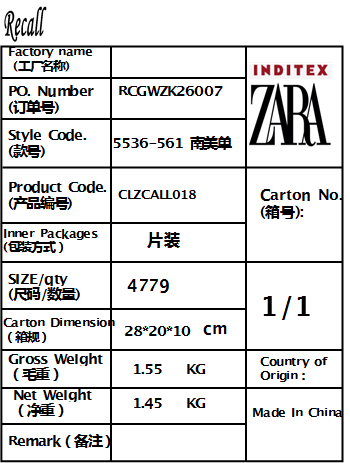 Recall
Factory name
（工厂名称）
PO. Number
(订单号)
RCGWZK26007
INDITEX
ZARA
Style Code.
(款号)
5536-561 南美单
Product Code.
(产品编号)
CLZCALL018
Carton No.
(箱号):
Inner Packages
(包装方式）
片装
SIZE/qty
(尺码/数量)
4779
1/1
Carton Dimension
（箱规）
28*20*10 cm
Gross Weight
（毛重）
1.55 KG
Country of
Origin：
Net Weight
（净重）
1.45 KG
Made In China
Remark（备注）